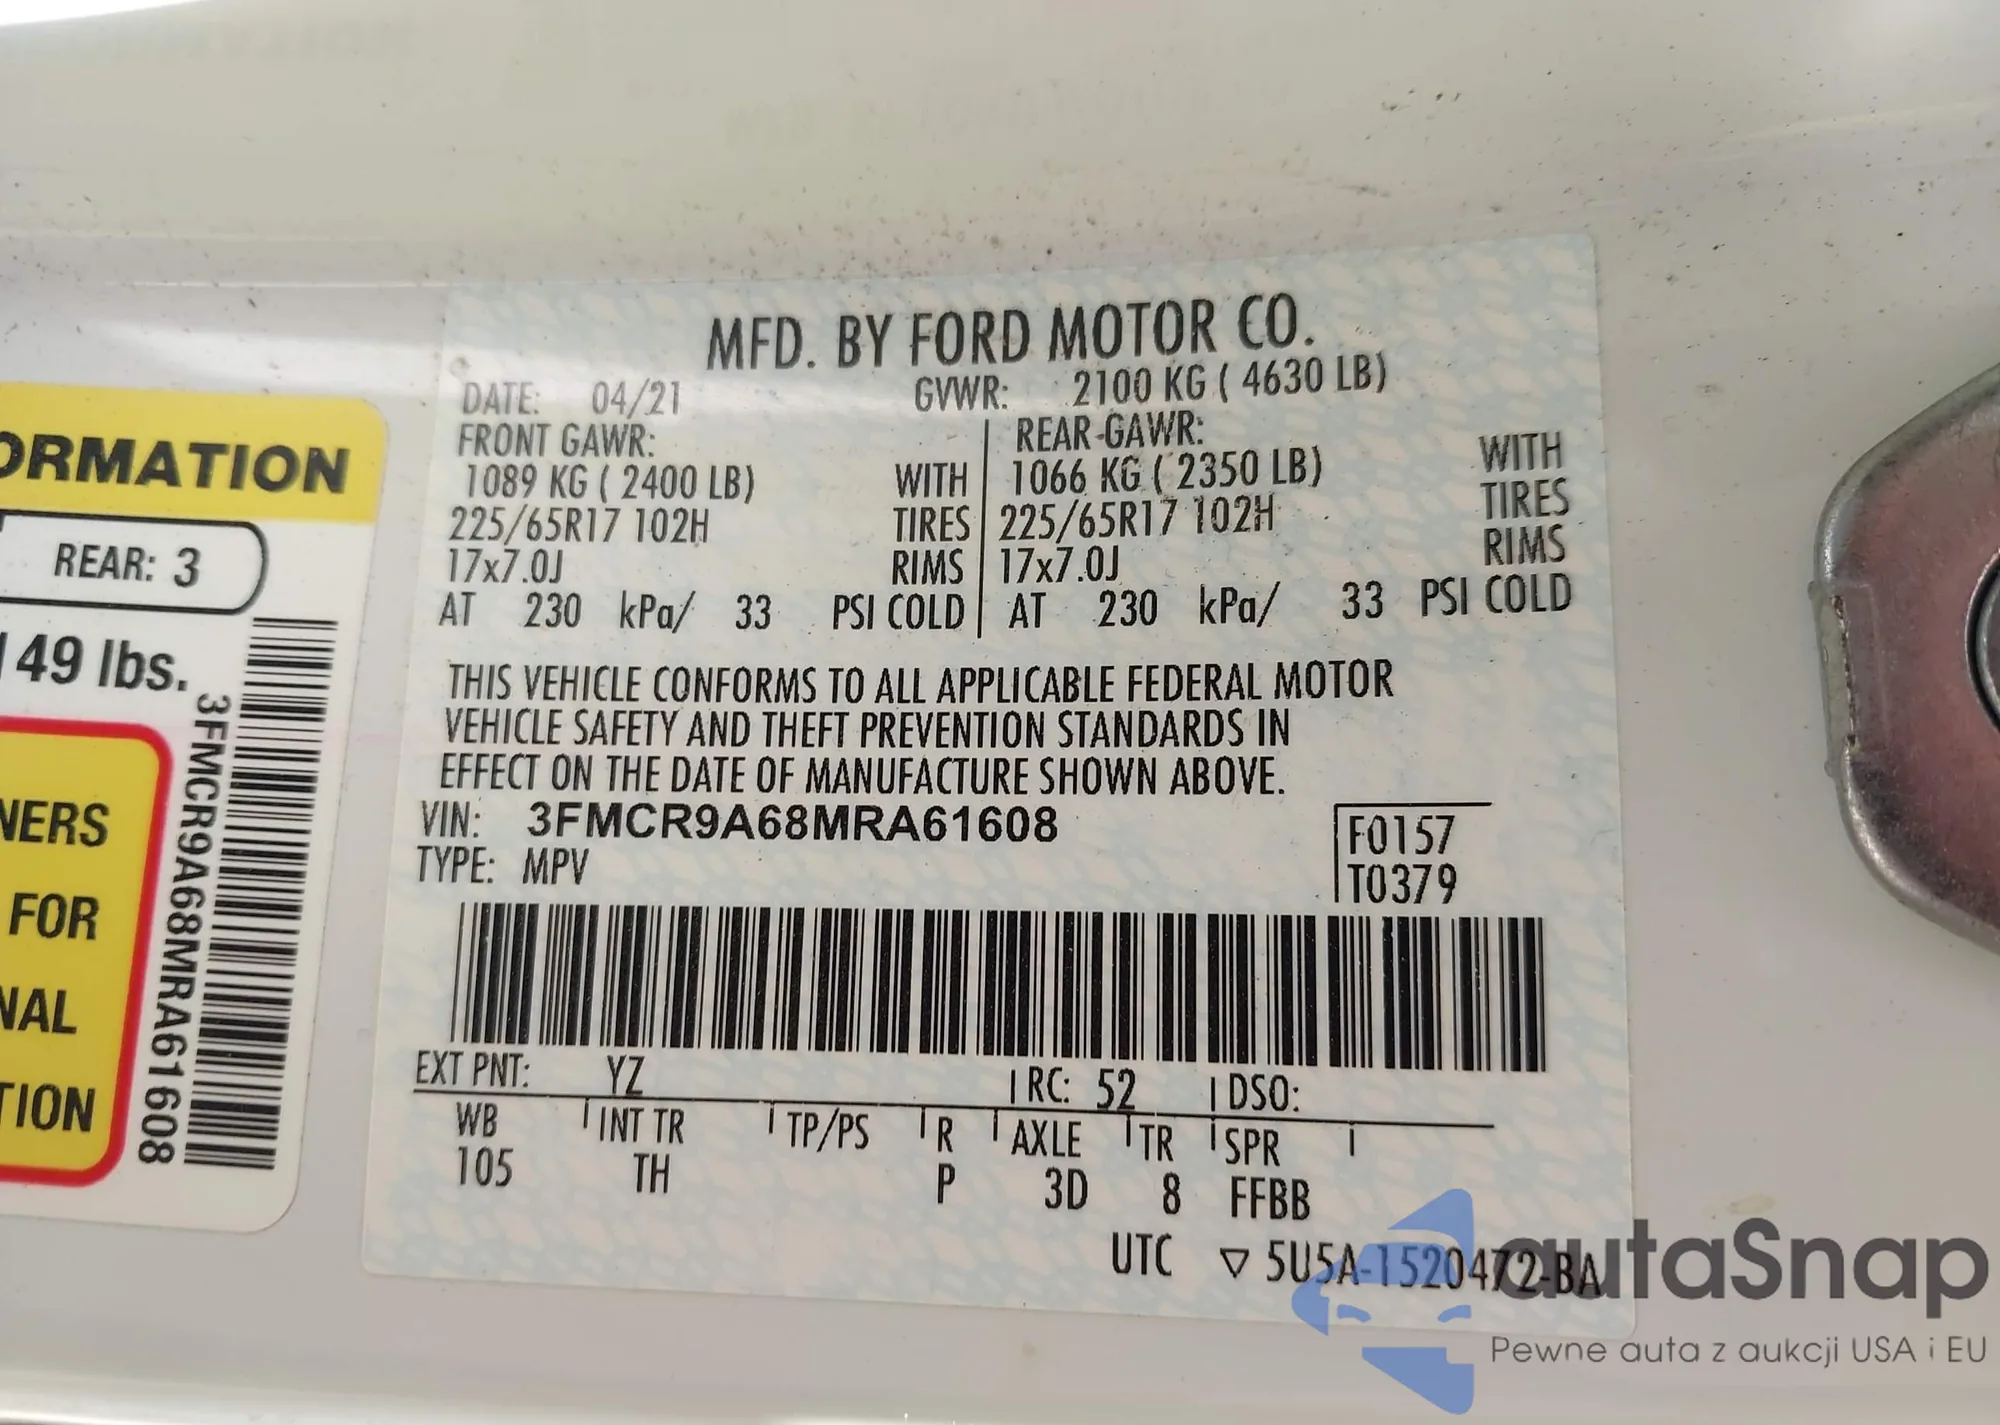 ORMATION
REAR: 3
149 lbs.
NERS
FOR
NAL
TION
3FMCR9A68MRA61608
MFD. BY FORD MOTOR CO.
DATE: 04/21 GVWR: 2100 KG ( 4630 LB)
FRONT GAWR: REAR GAWR:
1089 KG ( 2400 LB) WITH 1066 KG ( 2350 LB) WITH
225/65R17 102H TIRES 225/65R17 102H TIRES
17x7.0J RIMS 17x7.0J RIMS
AT 230 kPa/ 33 PSI COLD AT 230 kPa/ 33 PSI COLD
THIS VEHICLE CONFORMS TO ALL APPLICABLE FEDERAL MOTOR
VEHICLE SAFETY AND THEFT PREVENTION STANDARDS IN
EFFECT ON THE DATE OF MANUFACTURE SHOWN ABOVE.
VIN: 3FMCR9A68MRA61608 F0157
TYPE: MPV T0379
EXT PNT: YZ RC: 52 DSO:
WB INT TR TP/PS R AXLE TR SPR
105 TH P 3D 8 FFBB
UTC ▽ 5U5A-1520472-BA
autaSnap
Pewne auta z aukcji USA i EU